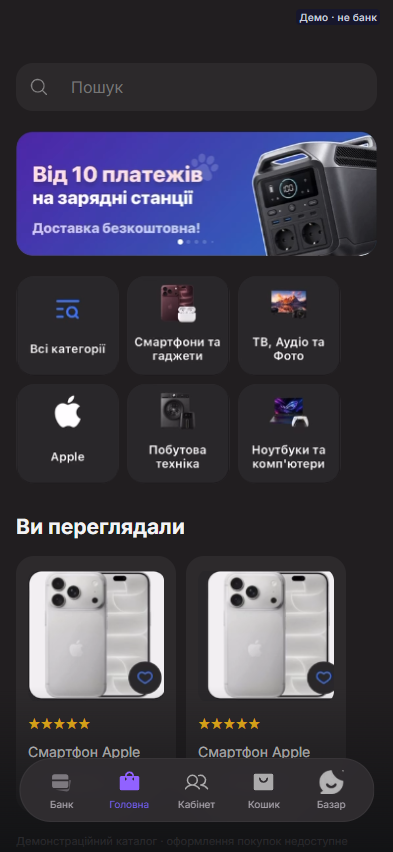 Демо · не банк
Пошук
Від 10 платежів
на зарядні станції
Доставка безкоштовна!
Всі категорії
Смартфони та
гаджети
ТВ, Аудіо та
Фото
Apple
Побутова
техніка
Ноутбуки та
комп'ютери
Ви переглядали
Смартфон Apple
Смартфон Apple
Банк
Головна
Кабінет
Кошик
Базар
Демонстраційний каталог · оформлення покупок недоступне